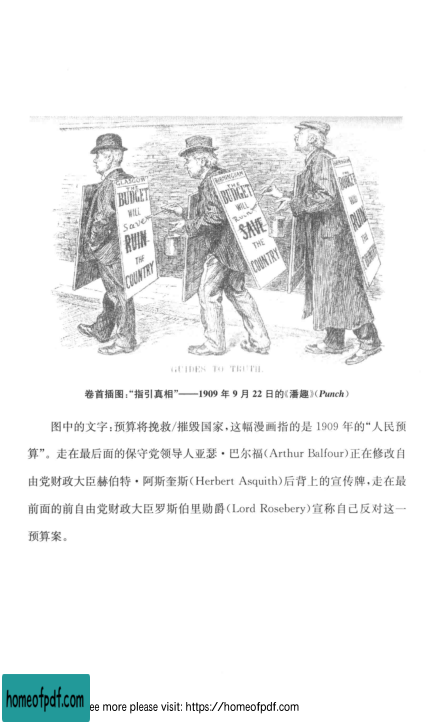 GLASGOW
THE
BUDGET
WILL
Save
RUIN
THE
COUNTRY
BIRMINGHAM
THE
BUDGET
WILL
Ruin
SAVE
THE
COUNTRY
THE
BUDGET
WILL
RUIN
THE
COUNTRY
GUIDES TO TRUTH.
卷首插图:“指引真相”——1909 年 9 月 22 日的《潘趣》(Punch)
图中的文字:预算将挽救/摧毁国家,这幅漫画指的是 1909 年的“人民预
算”。走在最后面的保守党领导人亚瑟·巴尔福(Arthur Balfour)正在修改自
由党财政大臣赫伯特·阿斯奎斯(Herbert Asquith)后背上的宣传牌,走在最
前面的前自由党财政大臣罗斯伯里勋爵(Lord Rosebery)宣称自己反对这一
预算案。
homeofpdf.com
ee more please visit: https://homeofpdf.com